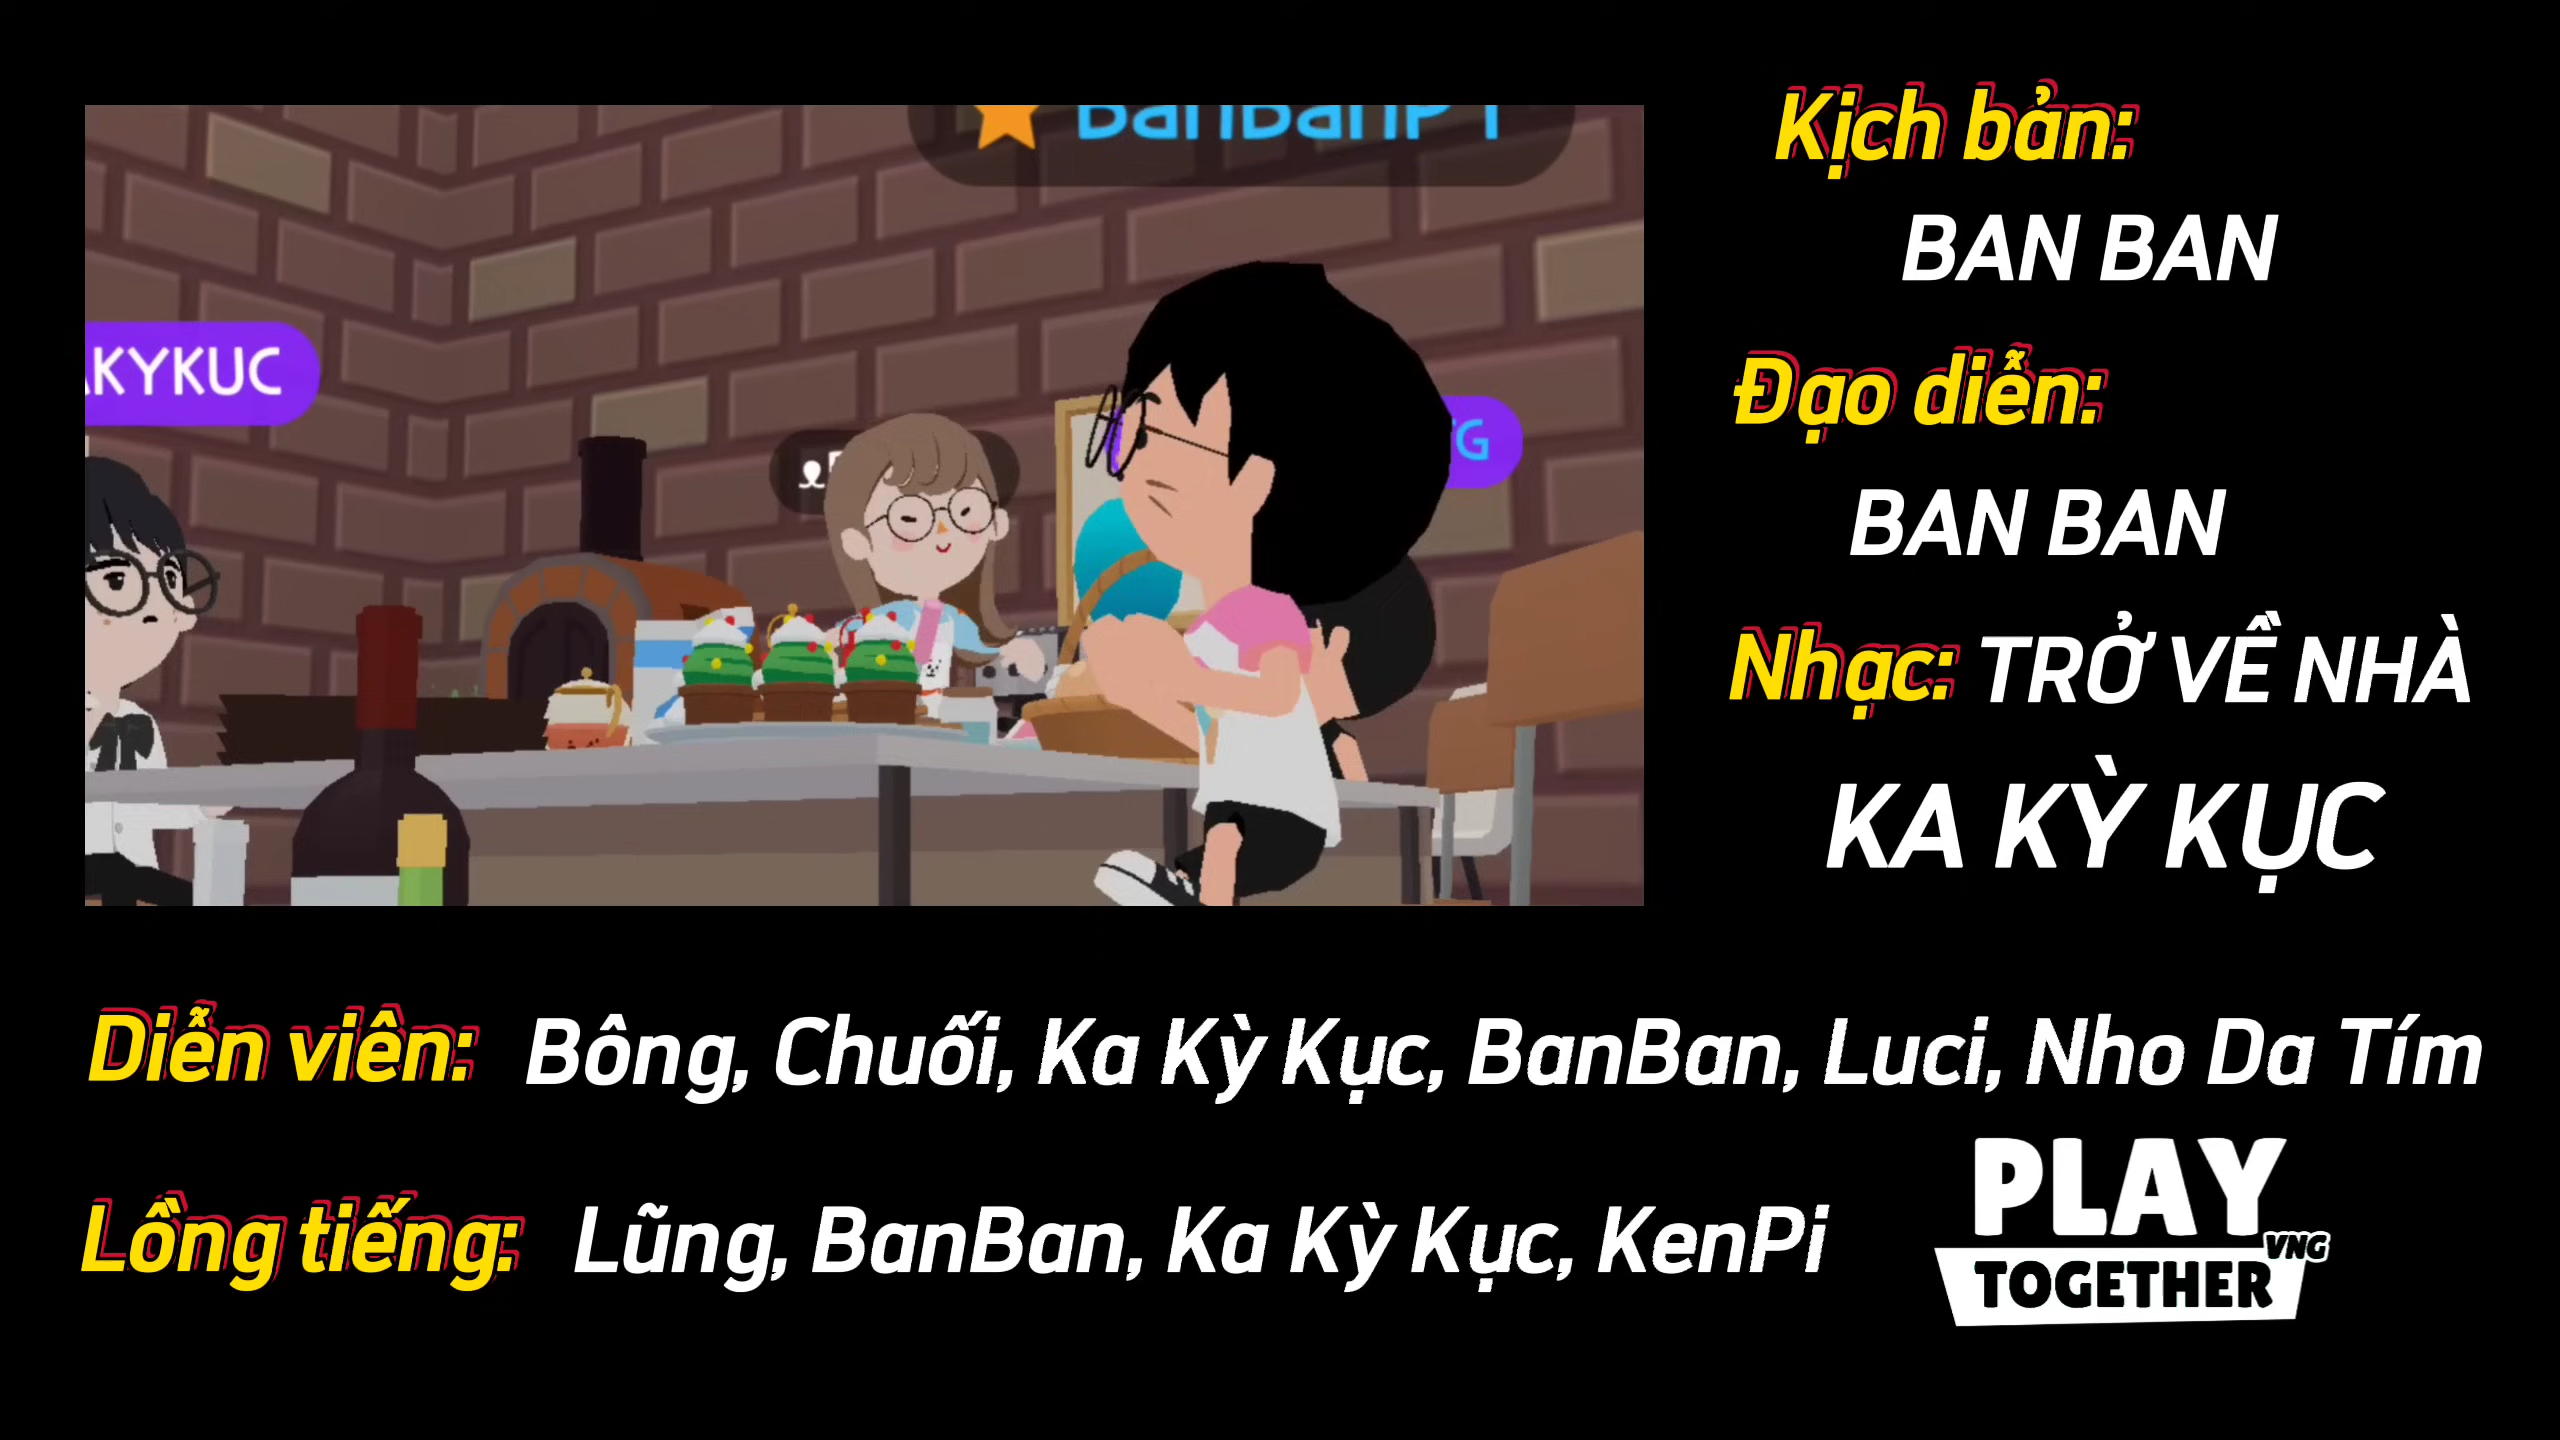 BanBanPT
AKYKUC
G
Kịch bản:
BAN BAN
Đạo diễn:
BAN BAN
Nhạc: TRỞ VỀ NHÀ
KA KỲ KỤC
Diễn viên: Bông, Chuối, Ka Kỳ Kục, BanBan, Luci, Nho Da Tím
Lồng tiếng: Lũng, BanBan, Ka Kỳ Kục, KenPi
PLAY
TOGETHER VNG